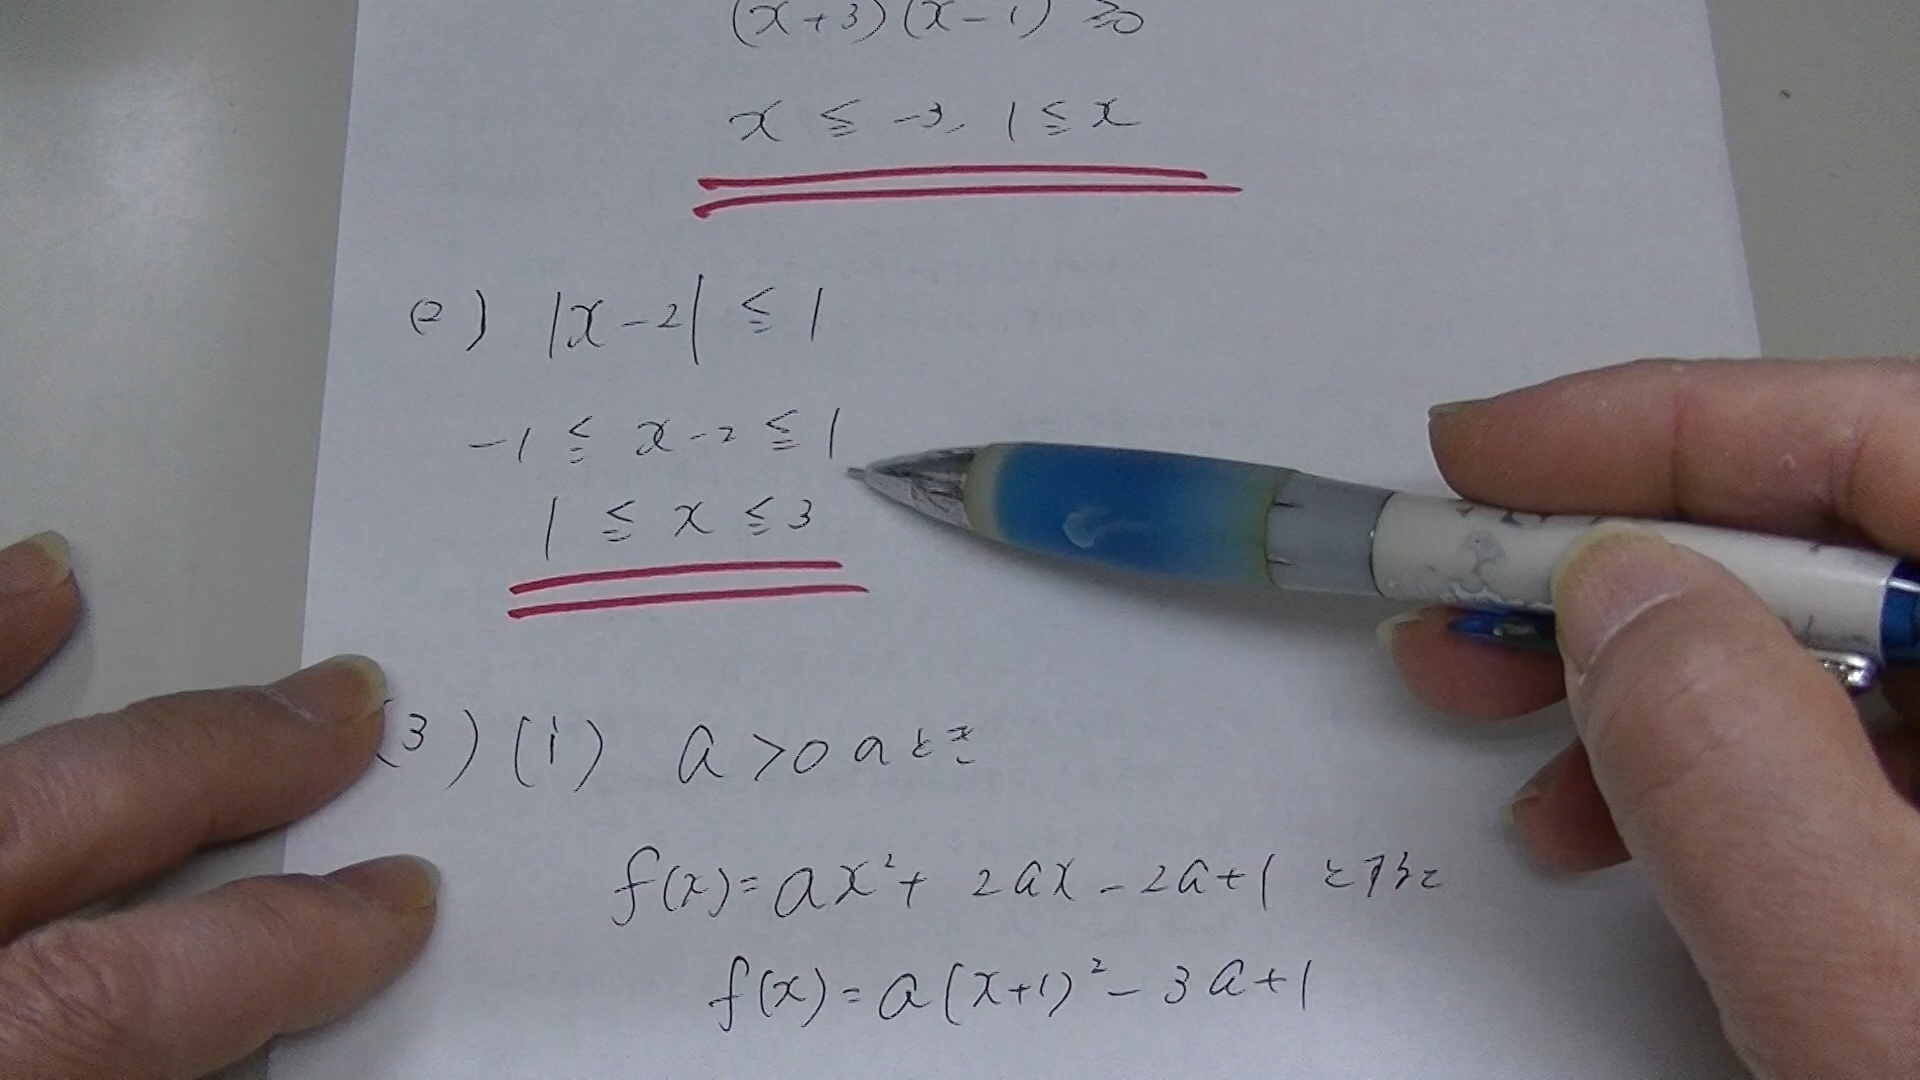 (x+3)(x-1)≧0
x≦-3, 1≦x
(2) |x-2|≦1
-1≦x-2≦1
1≦x≦3
(3)(i) a>0のとき
f(x)=ax²+2ax-2a+1とすると
f(x)=a(x+1)²-3a+1